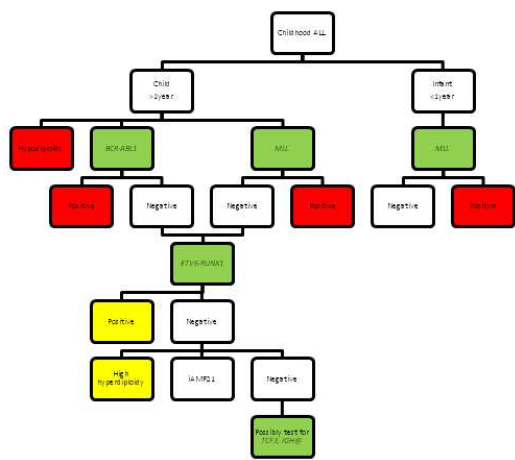 Childhood ALL
Child
>1year
Infant
<1year
Hypodiploidy
BCR-ABL1
MLL
MLL
Positive
Negative
Negative
Positive
Negative
Positive
ETV6-RUNX1
Positive
Negative
High
hyperdiploidy
iAMP21
Negative
Possibly test for
TCF3, IGH@